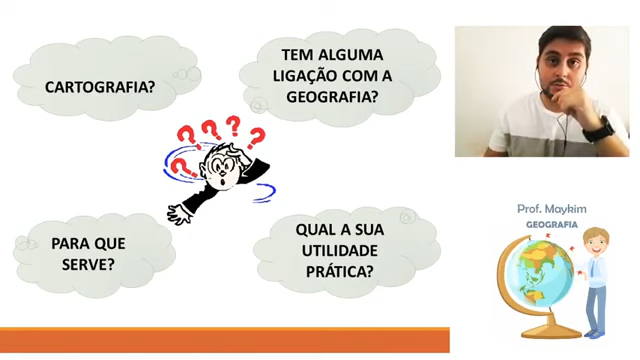 CARTOGRAFIA?
TEM ALGUMA
LIGAÇÃO COM A
GEOGRAFIA?
PARA QUE
SERVE?
QUAL A SUA
UTILIDADE
PRÁTICA?
Prof. Maykim
GEOGRAFIA